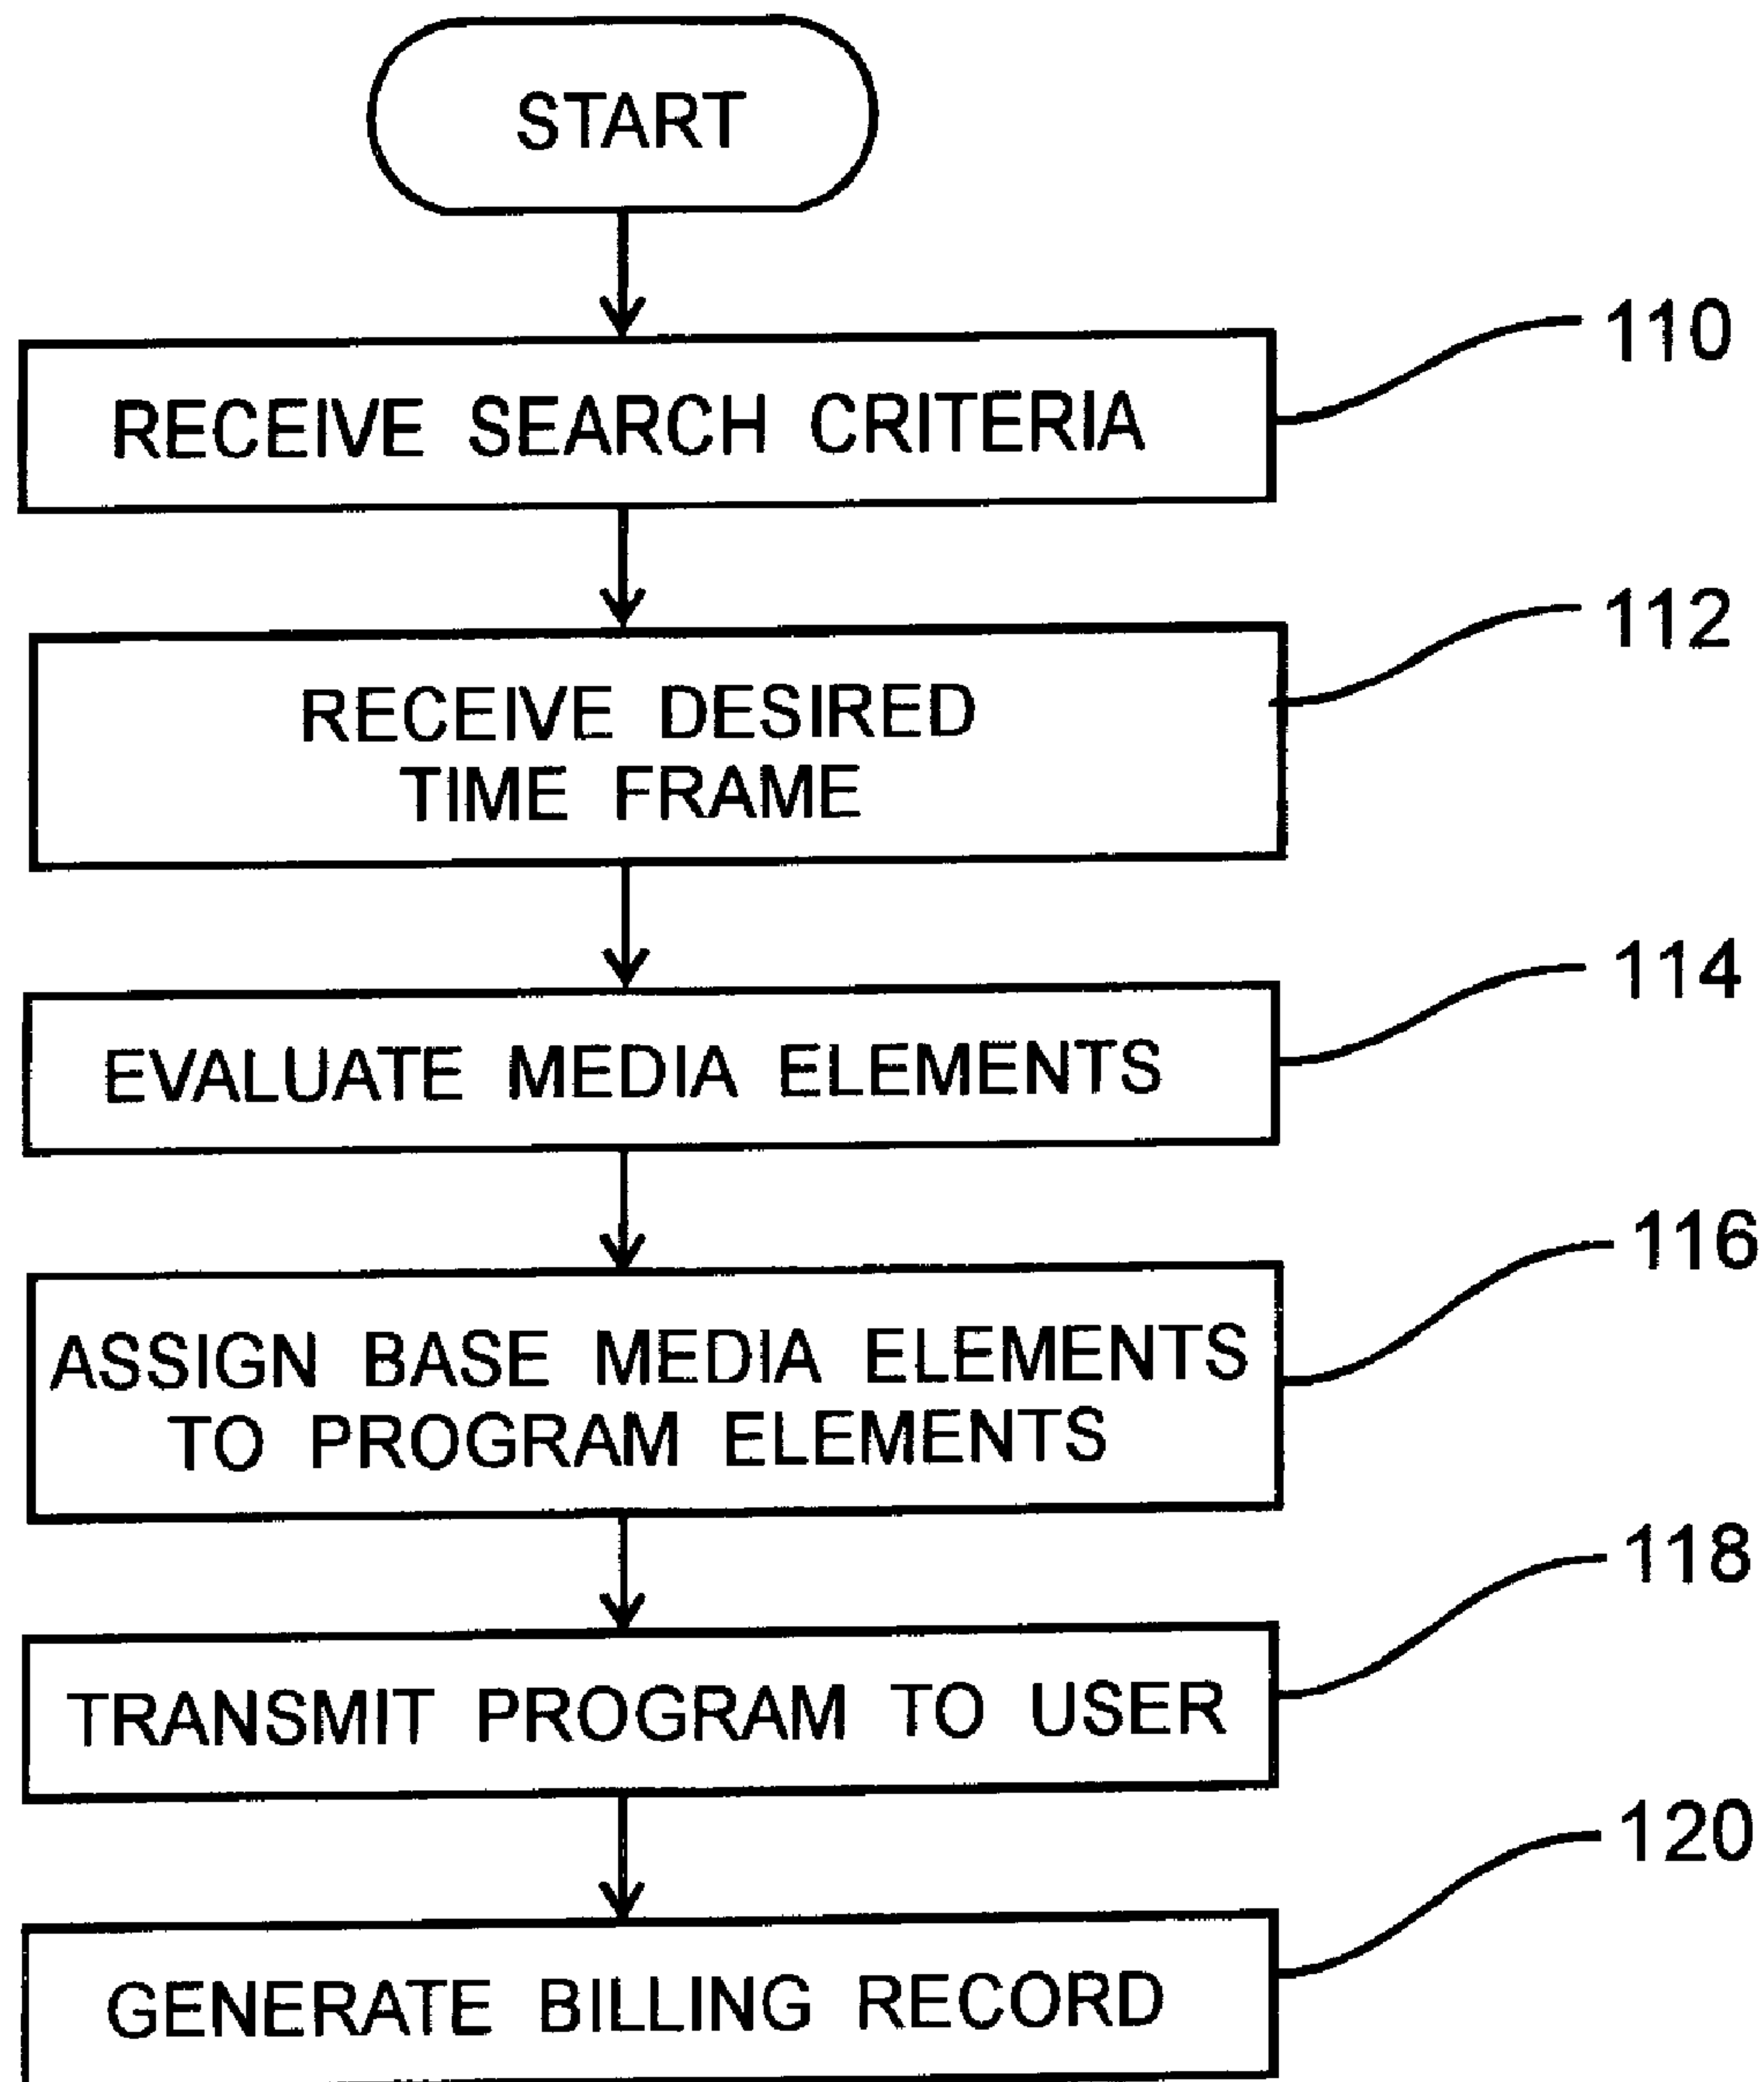 START
110
RECEIVE SEARCH CRITERIA
112
RECEIVE DESIRED
TIME FRAME
114
EVALUATE MEDIA ELEMENTS
116
ASSIGN BASE MEDIA ELEMENTS
TO PROGRAM ELEMENTS
118
TRANSMIT PROGRAM TO USER
120
GENERATE BILLING RECORD